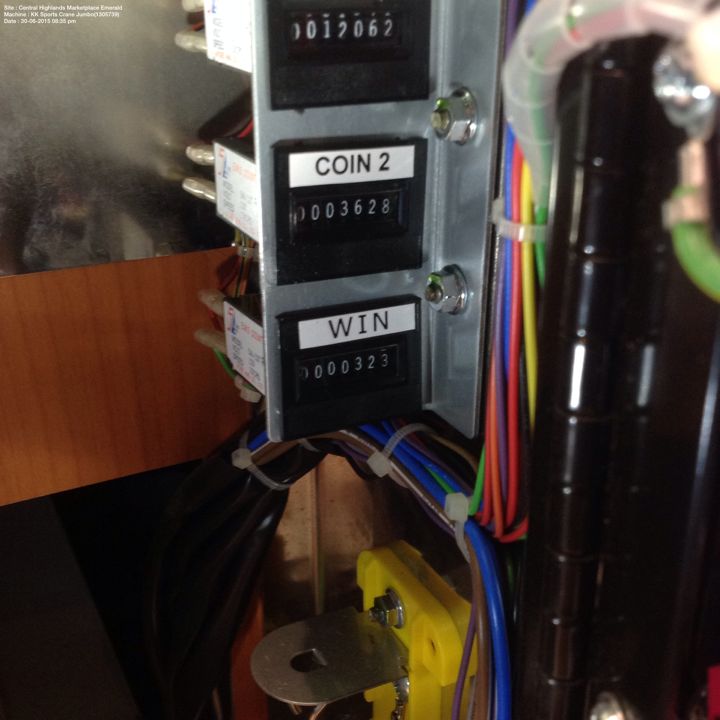 Site : Central Highlands Marketplace Emerald
Machine : KK Sports Crane Jumbo(1305739)
Date : 30-06-2015 08:35 pm
0012062
COIN 2
0003628
WIN
0000323